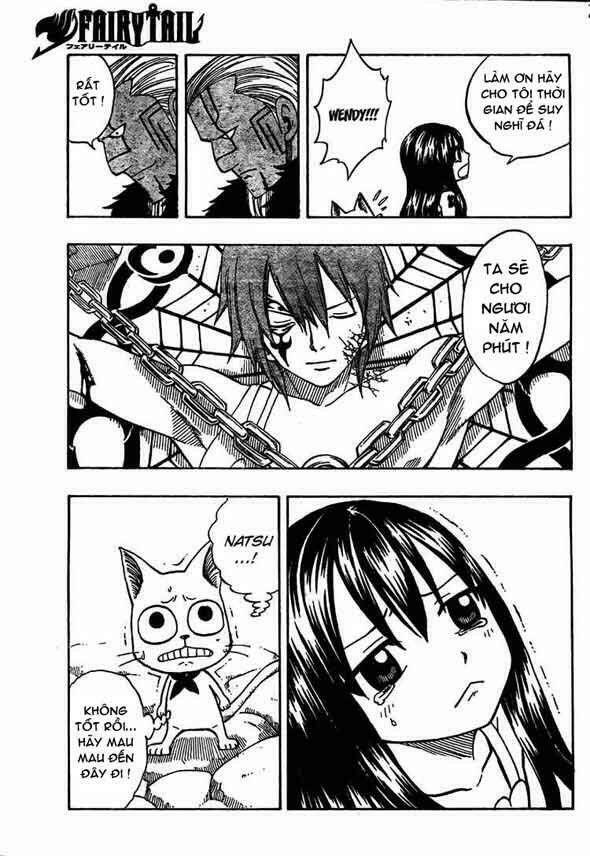 FAIRY TAIL
フェアリーテイル
LÀM ƠN HÃY
CHO TÔI THỜI
GIAN ĐỂ SUY
NGHĨ ĐÁ !
WENDY!!!
RẤT
TỐT !
TA SẼ
CHO
NGƯƠI
NĂM
PHÚT !
NATSU
...!
KHÔNG
TỐT RỒI...
HÃY MAU
MAU ĐẾN
ĐÂY ĐI !